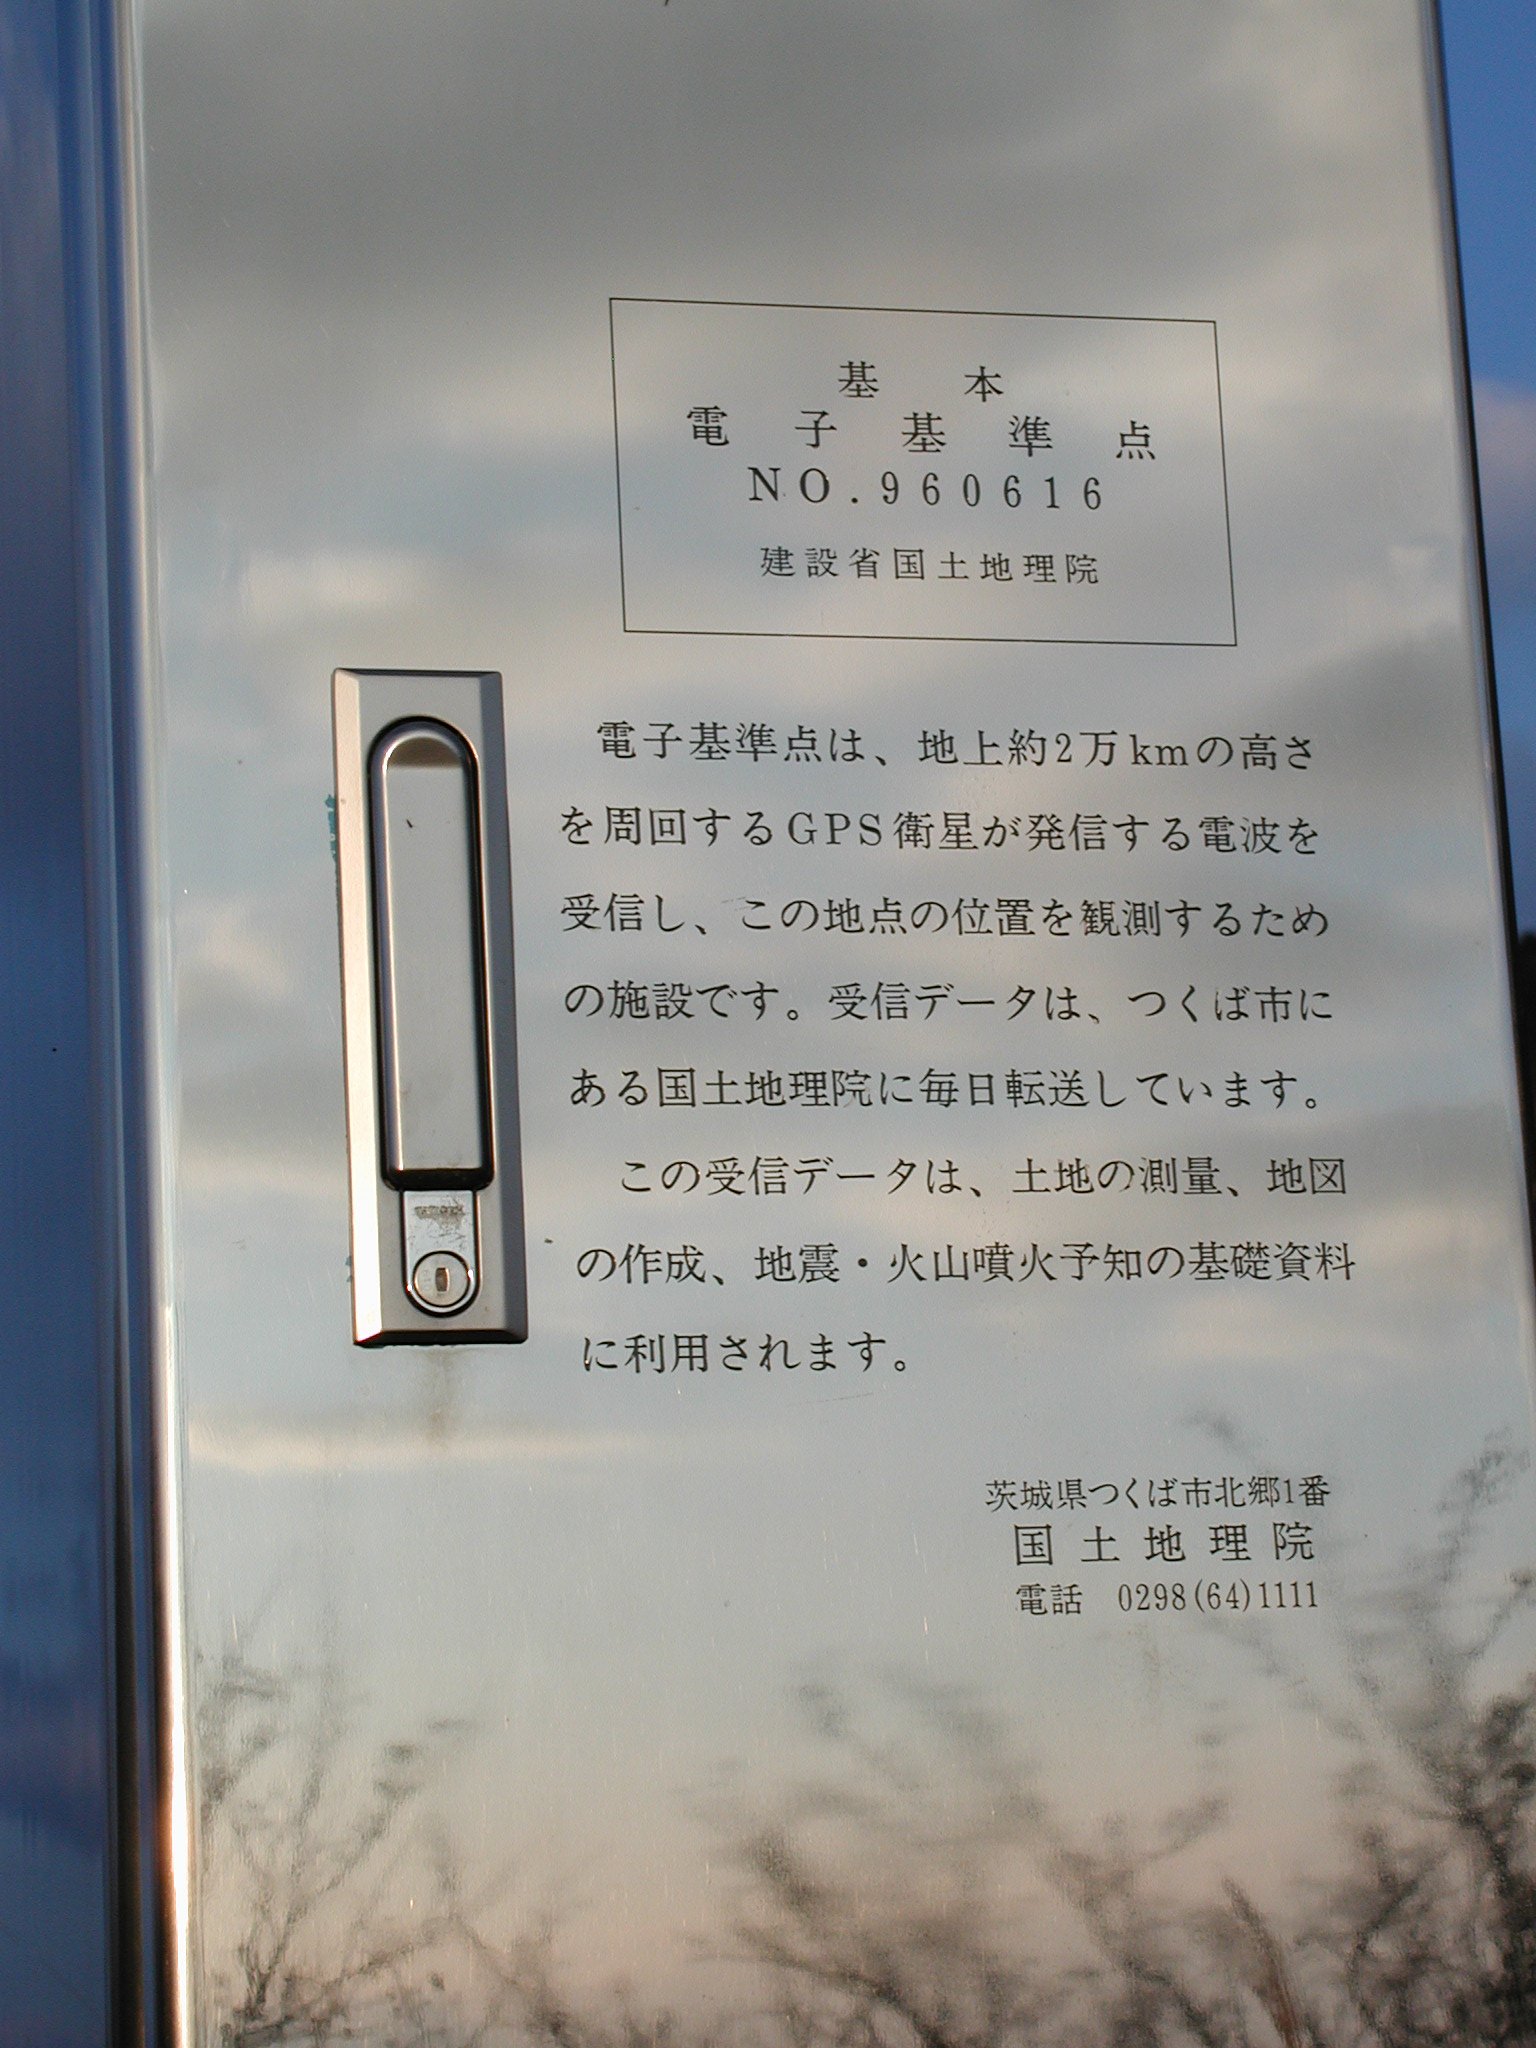 基本
電子基準点
NO.960616
建設省国土地理院
電子基準点は、地上約2万kmの高さ
を周回するGPS衛星が発信する電波を
受信し、この地点の位置を観測するため
の施設です。受信データは、つくば市に
ある国土地理院に毎日転送しています。
この受信データは、土地の測量、地図
の作成、地震・火山噴火予知の基礎資料
に利用されます。
茨城県つくば市北郷1番
国土地理院
電話 0298(64)1111